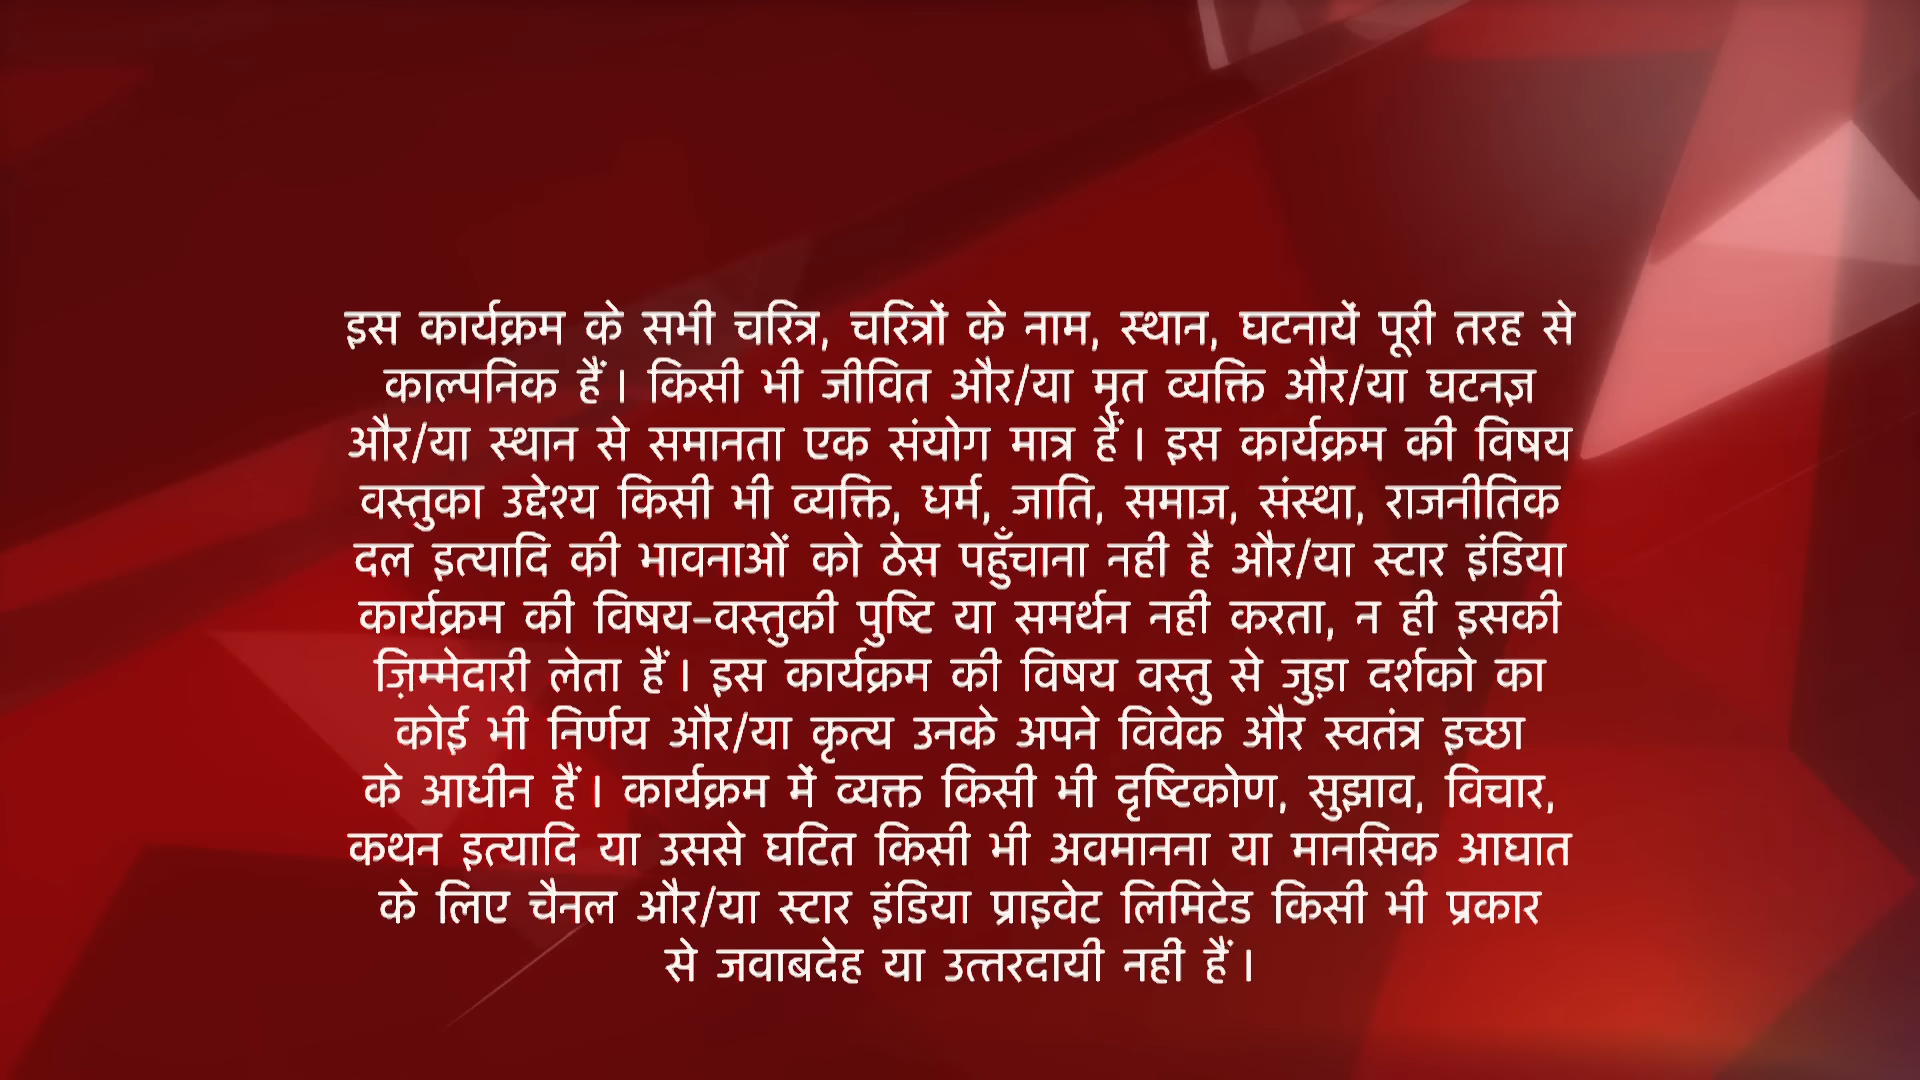 इस कार्यक्रम के सभी चरित्र, चरित्रों के नाम, स्थान, घटनायें पूरी तरह से
काल्पनिक हैं। किसी भी जीवित और/या मृत व्यक्ति और/या घटनज्ञ
और/या स्थान से समानता एक संयोग मात्र हैं। इस कार्यक्रम की विषय
वस्तुका उद्देश्य किसी भी व्यक्ति, धर्म, जाति, समाज, संस्था, राजनीतिक
दल इत्यादि की भावनाओं को ठेस पहुँचाना नही है और/या स्टार इंडिया
कार्यक्रम की विषय-वस्तुकी पुष्टि या समर्थन नही करता, न ही इसकी
ज़िम्मेदारी लेता हैं। इस कार्यक्रम की विषय वस्तु से जुड़ा दर्शको का
कोई भी निर्णय और/या कृत्य उनके अपने विवेक और स्वतंत्र इच्छा
के आधीन हैं। कार्यक्रम में व्यक्त किसी भी दृष्टिकोण, सुझाव, विचार,
कथन इत्यादि या उससे घटित किसी भी अवमानना या मानसिक आघात
के लिए चैनल और/या स्टार इंडिया प्राइवेट लिमिटेड किसी भी प्रकार
से जवाबदेह या उत्तरदायी नही हैं।